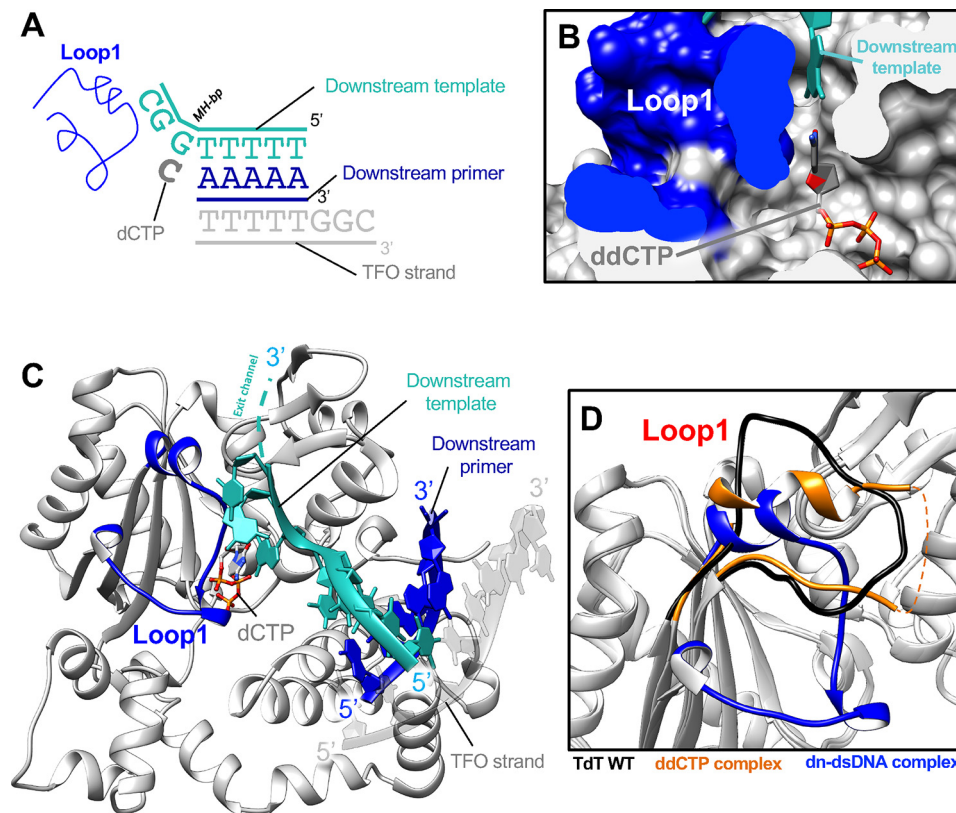 A
Loop1
MH-bp
Downstream template
5'
CGG
TTTTT
C
AAAAA
Downstream primer
3'
dCTP
TTTTTGGC
3'
TFO strand
B
Downstream
template
Loop1
ddCTP
C
3'
Exit channel
Downstream
template
Downstream
primer
3'
3'
Loop1
dCTP
5'
5'
5'
TFO strand
D
Loop1
TdT WT
ddCTP complex
dn-dsDNA complex